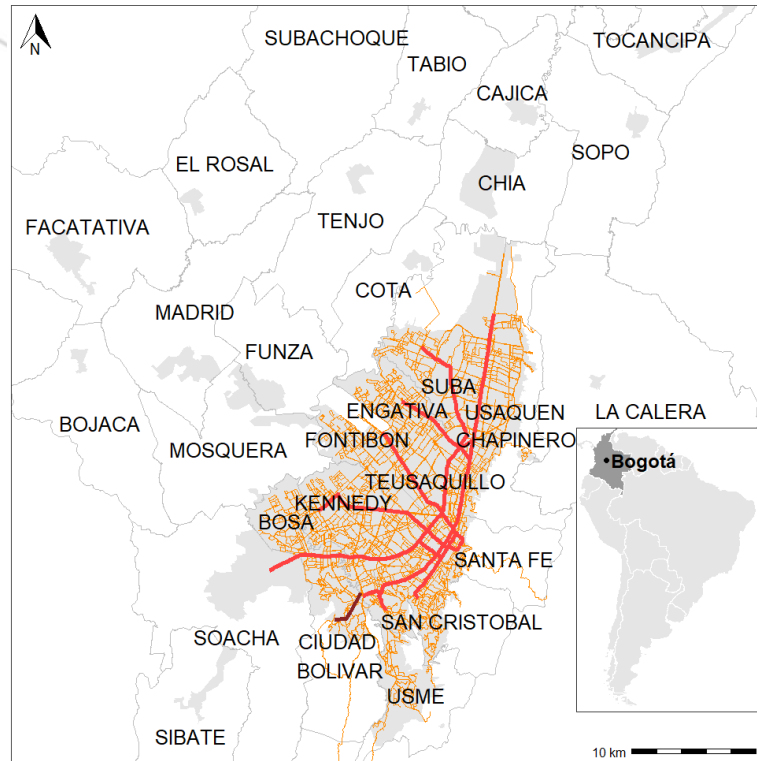 SUBACHOQUE
TOCANCIPA
N
TABIO
CAJICA
SOPO
EL ROSAL
CHIA
FACATATIVA
TENJO
COTA
MADRID
FUNZA
SUBA
BOJACA
ENGATIVA
USAQUEN
LA CALERA
MOSQUERA
FONTIBON
CHAPINERO
Bogotá
TEUSAQUILLO
KENNEDY
BOSA
SANTA FE
SAN CRISTOBAL
SOACHA
CIUDAD
BOLIVAR
USME
SIBATE
10 km